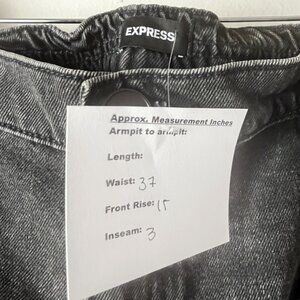 EXPRESS
Approx. Measurement Inches
Armpit to armpit:
Length:
Waist: 37
Front Rise: 15
Inseam: 3